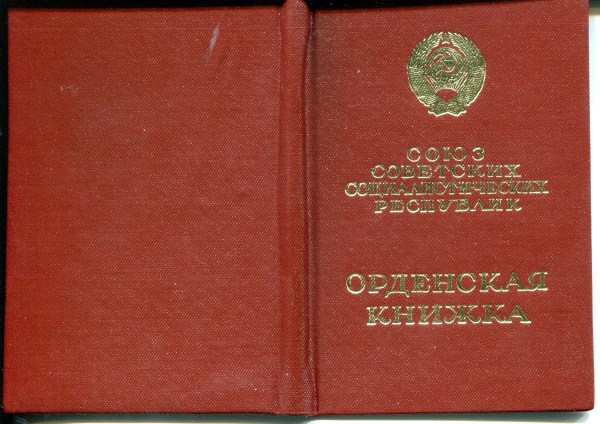 СОЮЗ
СОВЕТСКИХ
СОЦИАЛИСТИЧЕСКИХ
РЕСПУБЛИК
ОРДЕНСКАЯ
КНИЖКА